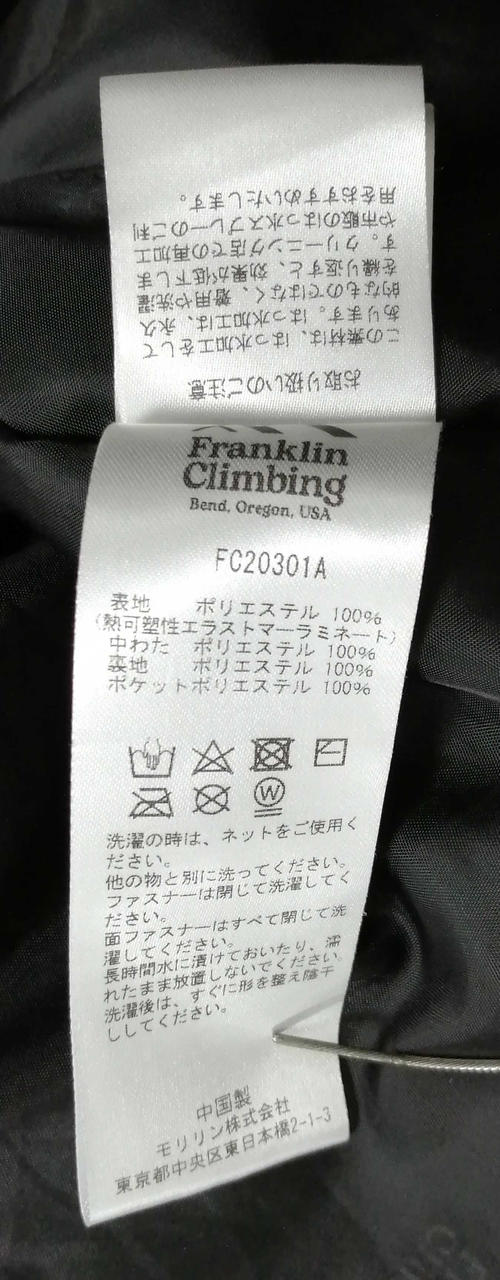 お取り扱いのご注意
この素材は、はっ水加工をして
あります。はっ水加工は、永久
的なものではなく、着用や洗濯
を繰り返すと、効果が低下しま
す。クリーニング店での再加工
や市販のはっ水スプレーのご利
用をおすすめいたします。
Franklin
Climbing
Bend, Oregon, USA
FC20301A
表地 ポリエステル 100%
(熱可塑性エラストマーラミネート)
中わた ポリエステル 100%
裏地 ポリエステル 100%
ポケット ポリエステル 100%
W
洗濯の時は、ネットをご使用く
ださい。
他の物と別に洗ってください。
ファスナーは閉じて洗濯してく
ださい。
面ファスナーはすべて閉じて洗
濯してください。
長時間水に漬けておいたり、濡
れたまま放置しないでください。
洗濯後は、すぐに形を整え陰干
ししてください。
中国製
モリリン株式会社
東京都中央区東日本橋2-1-3